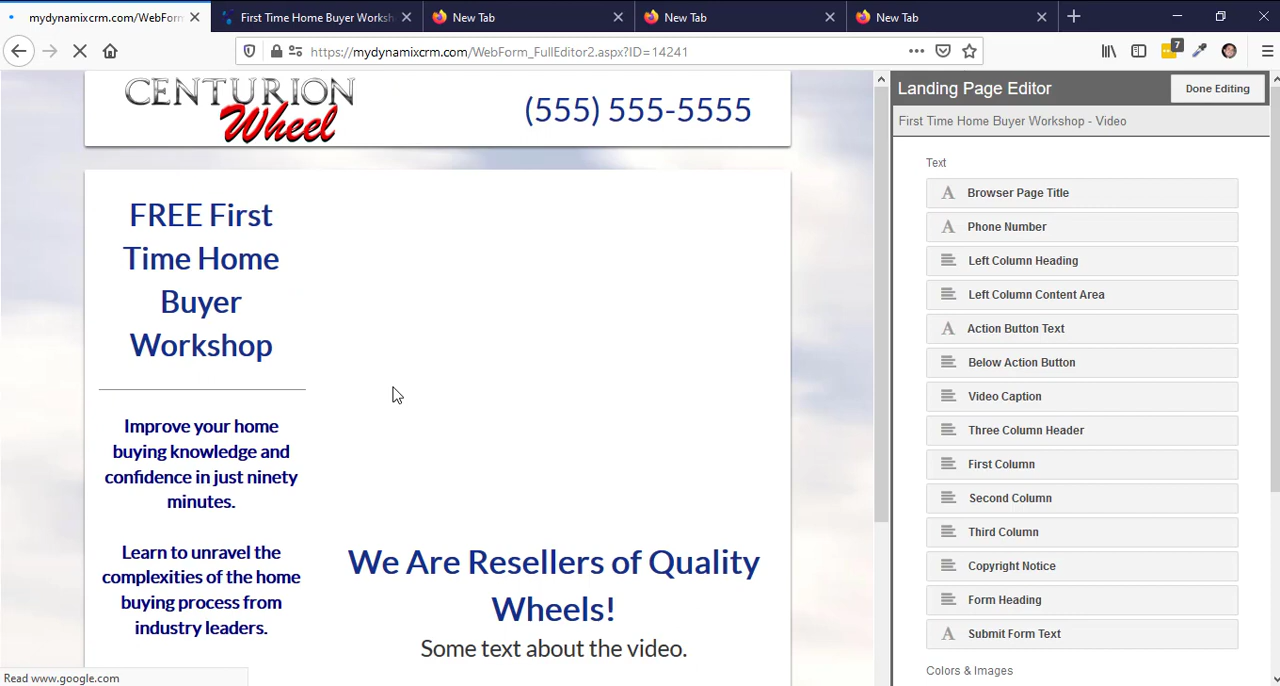 mydynamixcrm.com/WebForm
First Time Home Buyer Worksh
New Tab
New Tab
New Tab
https://mydynamixcrm.com/WebForm_FullEditor2.aspx?ID=14241
7
CENTURION
Wheel
(555) 555-5555
FREE First
Time Home
Buyer
Workshop
Improve your home
buying knowledge and
confidence in just ninety
minutes.
Learn to unravel the
complexities of the home
buying process from
industry leaders.
We Are Resellers of Quality
Wheels!
Some text about the video.
Read www.google.com
Landing Page Editor
Done Editing
First Time Home Buyer Workshop - Video
Text
A Browser Page Title
A Phone Number
Left Column Heading
Left Column Content Area
A Action Button Text
Below Action Button
Video Caption
Three Column Header
First Column
Second Column
Third Column
Copyright Notice
Form Heading
A Submit Form Text
Colors & Images